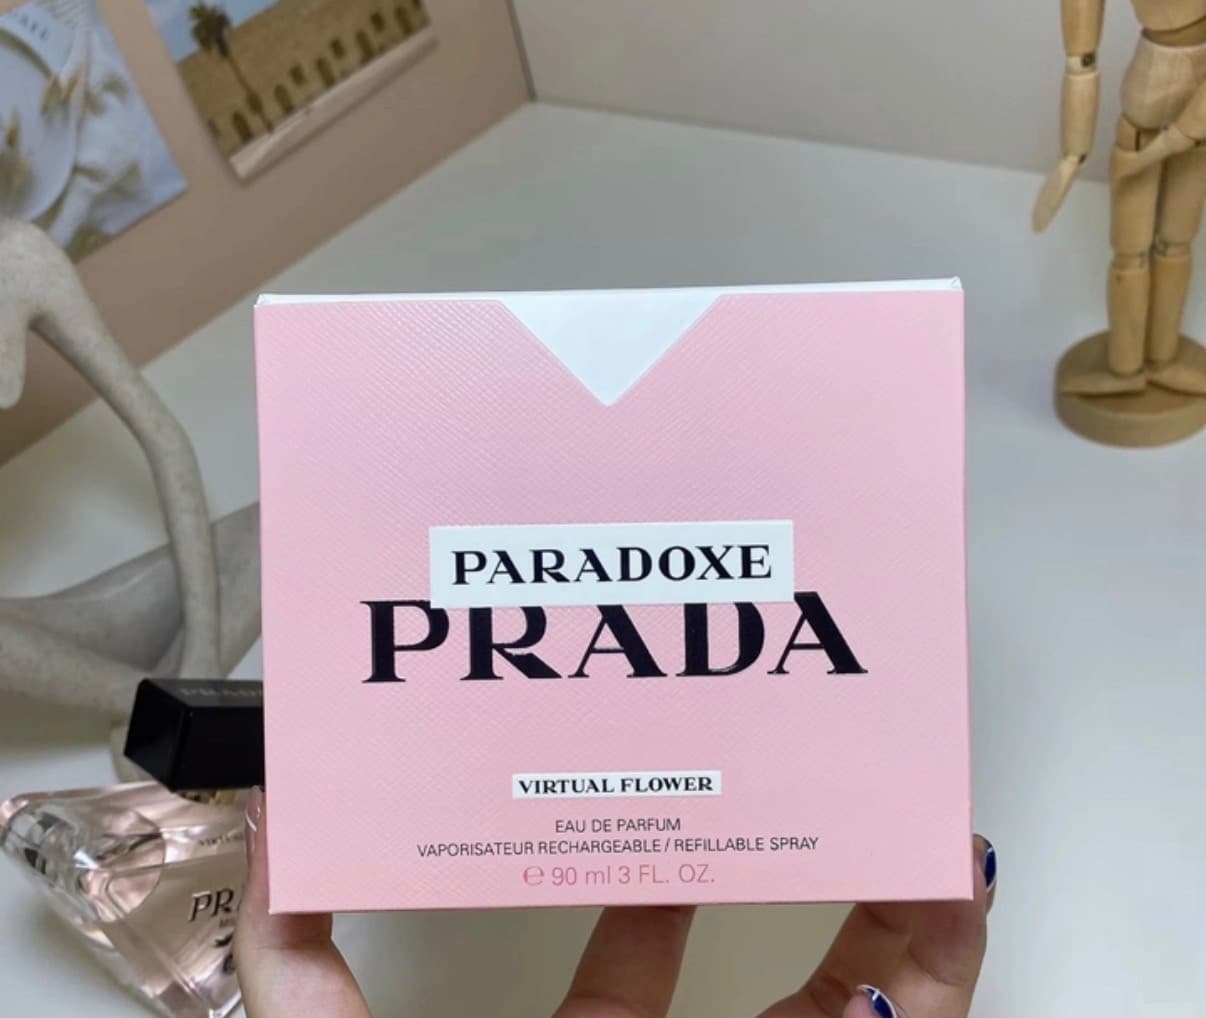 PARADOXE
PRADA
VIRTUAL FLOWER
EAU DE PARFUM
VAPORISATEUR RECHARGEABLE / REFILLABLE SPRAY
℮ 90 ml 3 FL. OZ.